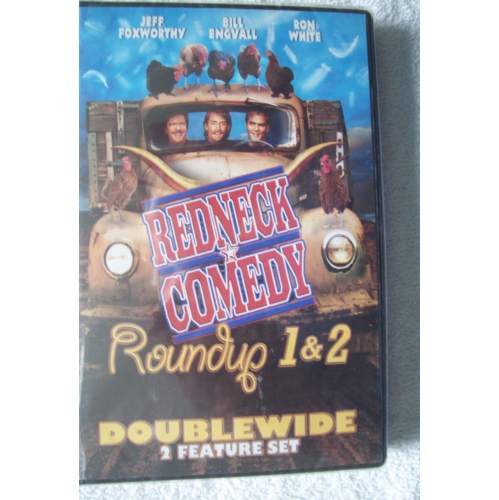 JEFF BILL RON
FOXWORTHY ENGVALL WHITE
REDNECK
COMEDY
Roundup 1 & 2
DOUBLEWIDE
2 FEATURE SET